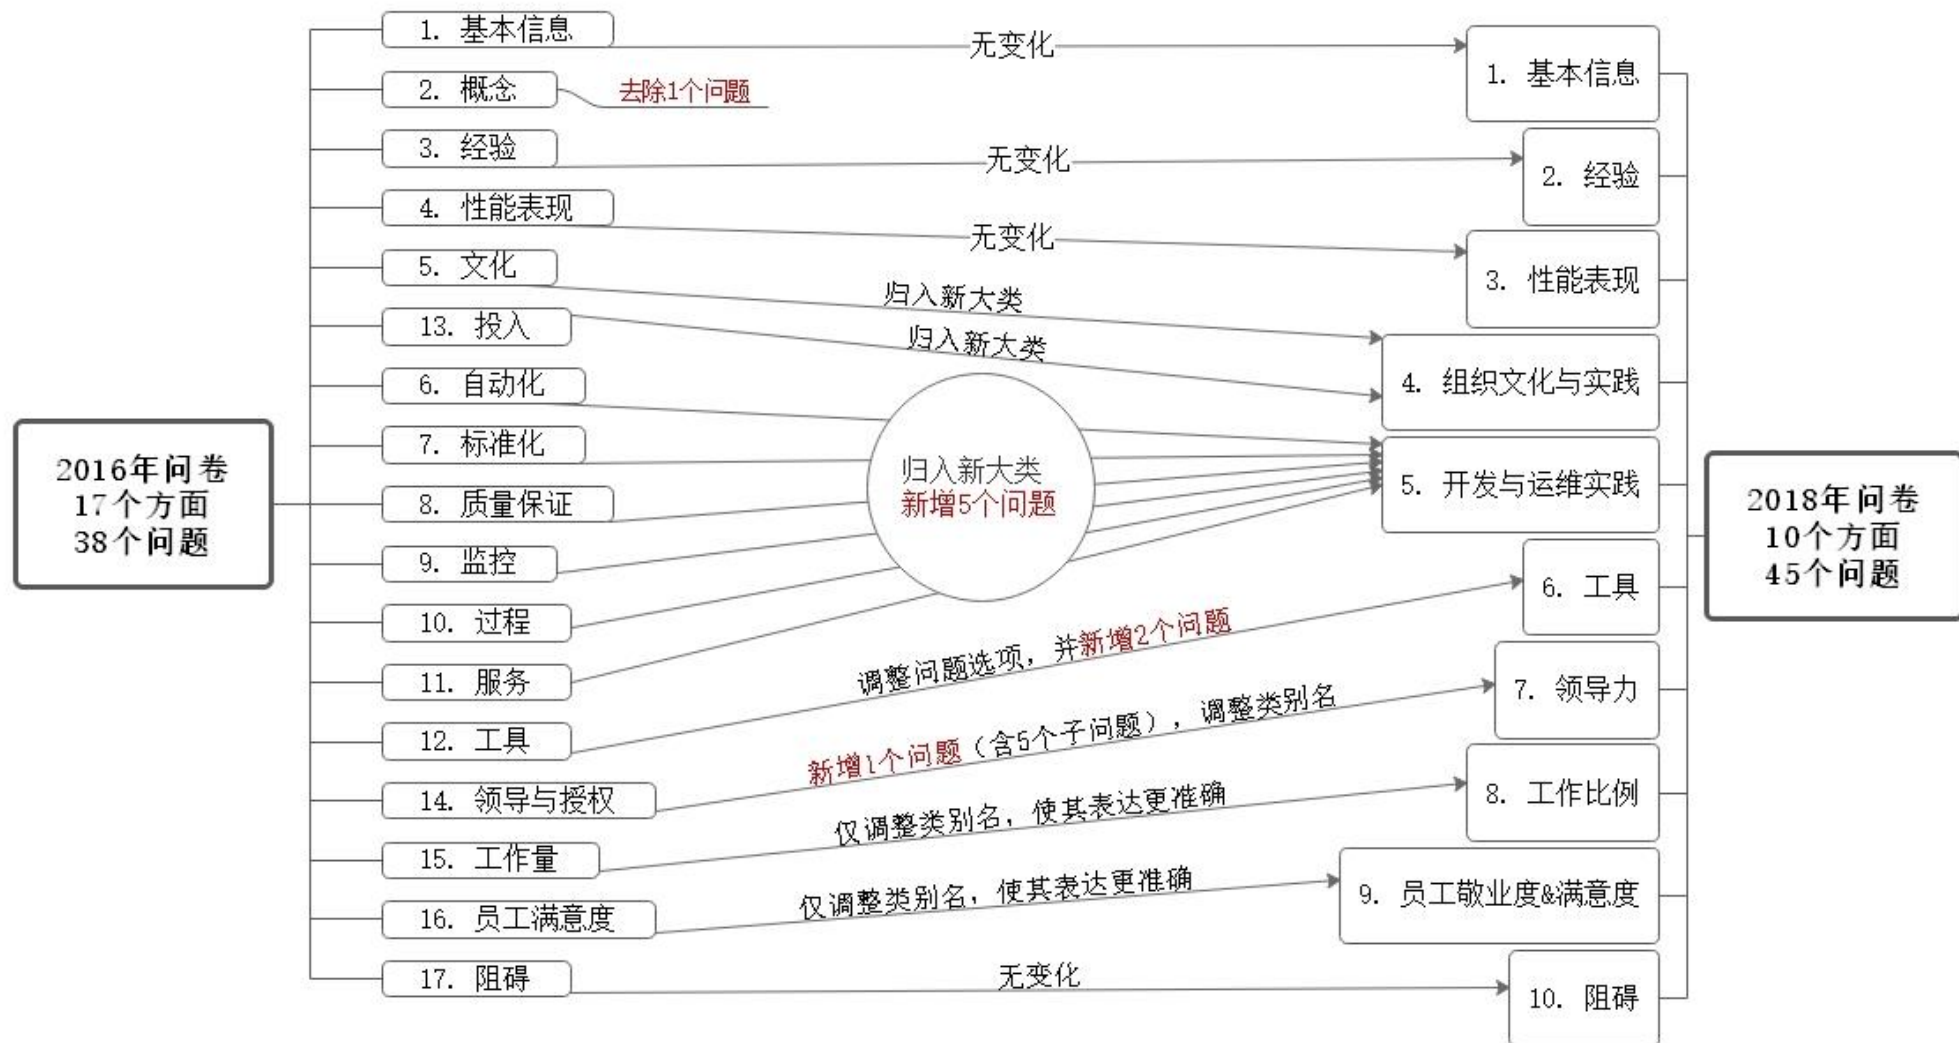 2016年问卷
17个方面
38个问题
1. 基本信息
2. 概念
去除1个问题
3. 经验
4. 性能表现
5. 文化
13. 投入
6. 自动化
7. 标准化
8. 质量保证
9. 监控
10. 过程
11. 服务
12. 工具
14. 领导与授权
15. 工作量
16. 员工满意度
17. 阻碍
无变化
无变化
无变化
归入新大类
归入新大类
归入新大类
新增5个问题
调整问题选项，并新增2个问题
新增1个问题（含5个子问题），调整类别名
仅调整类别名，使其表达更准确
仅调整类别名，使其表达更准确
无变化
1. 基本信息
2. 经验
3. 性能表现
4. 组织文化与实践
5. 开发与运维实践
6. 工具
7. 领导力
8. 工作比例
9. 员工敬业度&满意度
10. 阻碍
2018年问卷
10个方面
45个问题